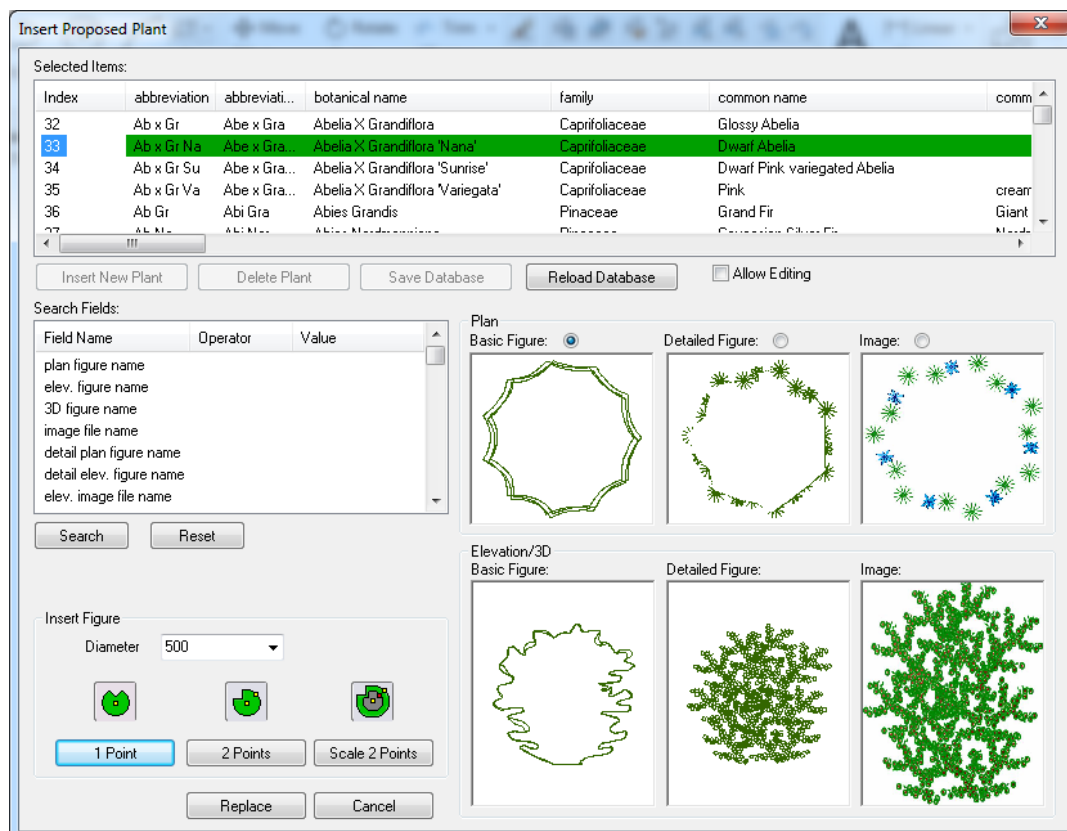 Insert Proposed Plant
Move Rotate Trim
Selected Items:
Index abbreviation abbreviati... botanical name family common name comm
32 Ab x Gr Abe x Gra Abelia X Grandiflora Caprifoliaceae Glossy Abelia
33 Ab x Gr Na Abe x Gra... Abelia X Grandiflora 'Nana' Caprifoliaceae Dwarf Abelia
34 Ab x Gr Su Abe x Gra... Abelia X Grandiflora 'Sunrise' Caprifoliaceae Dwarf Pink variegated Abelia
35 Ab x Gr Va Abe x Gra... Abelia X Grandiflora 'Variegata' Caprifoliaceae Pink cream
36 Ab Gr Abi Gra Abies Grandis Pinaceae Grand Fir Giant
Insert New Plant Delete Plant Save Database Reload Database Allow Editing
Search Fields:
Field Name Operator Value
plan figure name
elev. figure name
3D figure name
image file name
detail plan figure name
detail elev. figure name
elev. image file name
Search Reset
Plan
Basic Figure: Detailed Figure: Image:
Elevation/3D
Basic Figure: Detailed Figure: Image:
Insert Figure
Diameter 500
1 Point 2 Points Scale 2 Points
Replace Cancel